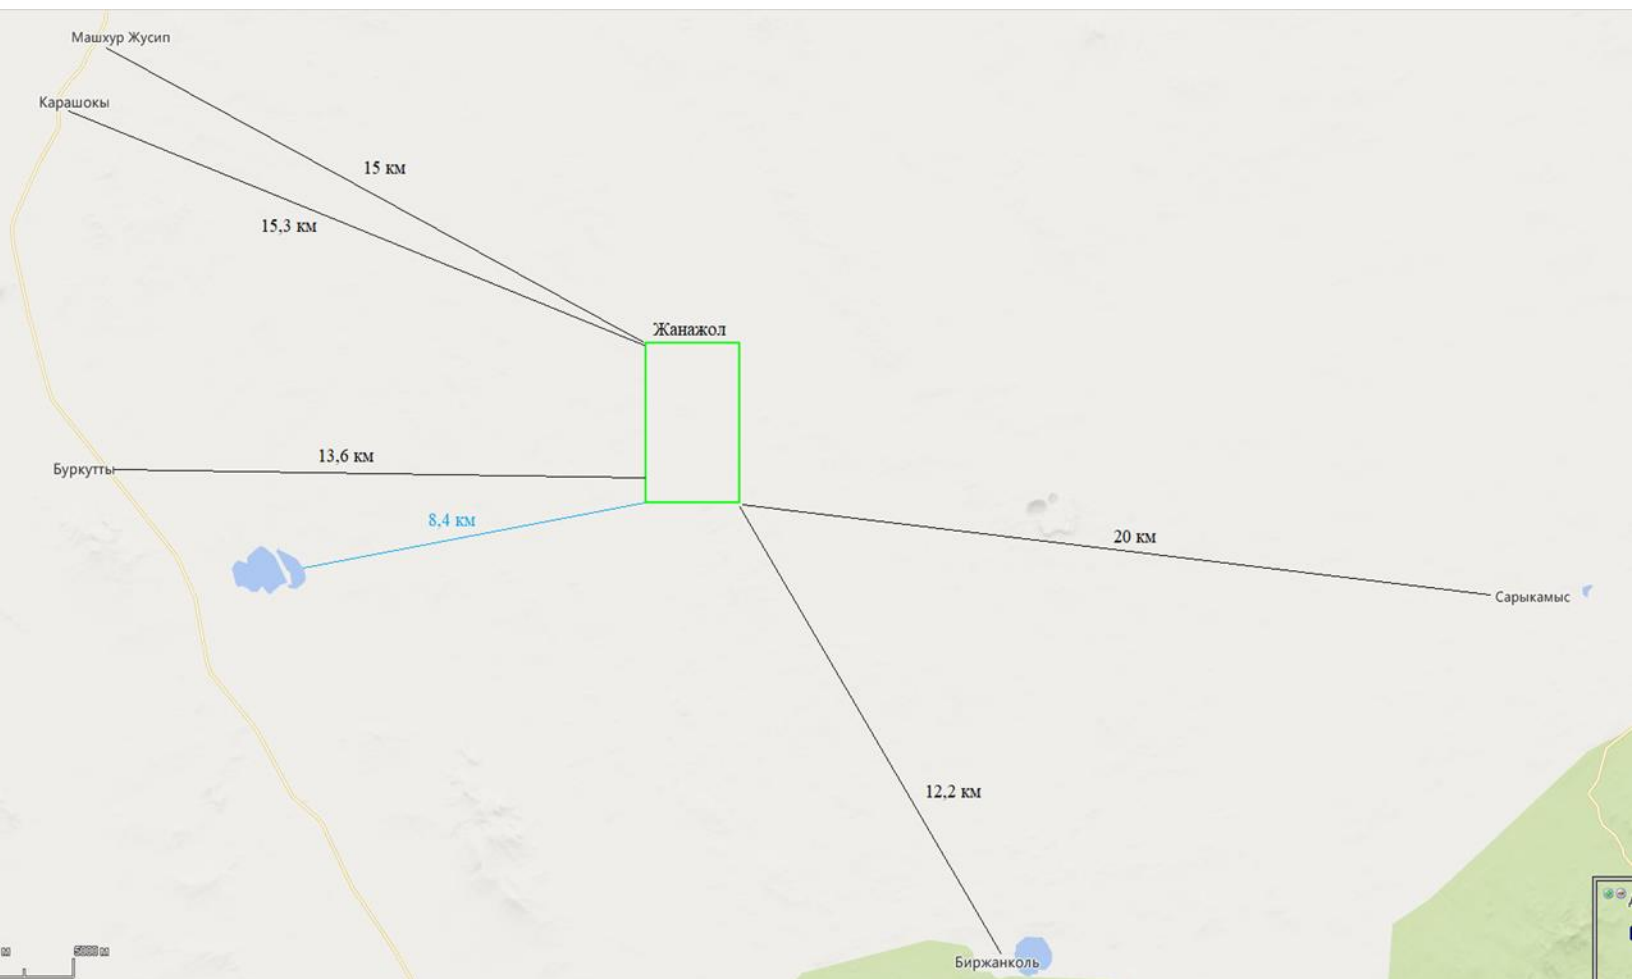 Машхур Жусип
Карашокы
15 км
15,3 км
Жанажол
13,6 км
Буркутты
8,4 км
20 км
Сарыкамыс
12,2 км
м
5000 м
Биржанколь